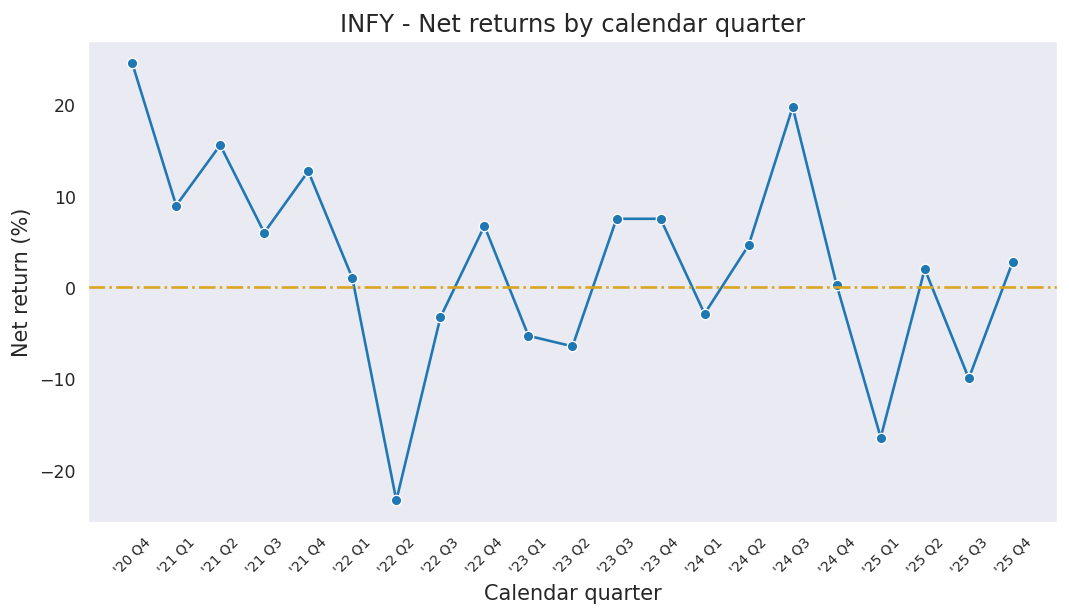 INFY - Net returns by calendar quarter
Net return (%)
20
10
0
−10
−20
'20 Q4
'21 Q1
'21 Q2
'21 Q3
'21 Q4
'22 Q1
'22 Q2
'22 Q3
'22 Q4
'23 Q1
'23 Q2
'23 Q3
'23 Q4
'24 Q1
'24 Q2
'24 Q3
'24 Q4
'25 Q1
'25 Q2
'25 Q3
'25 Q4
Calendar quarter